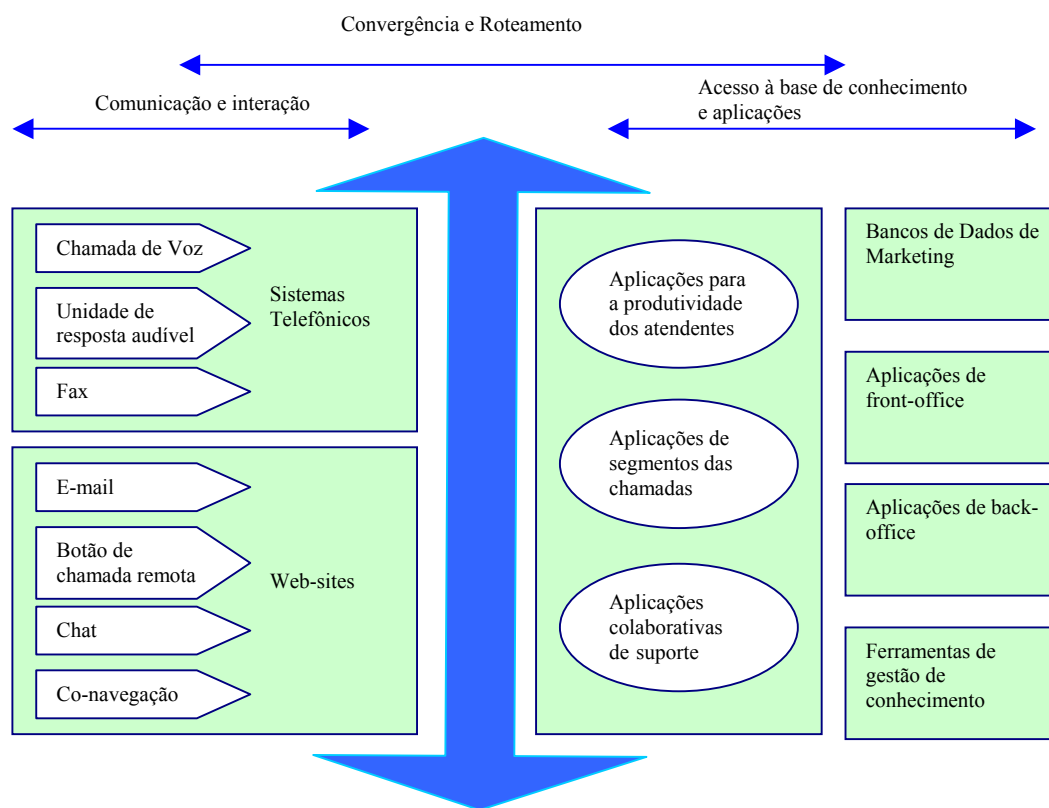 Convergência e Roteamento
Comunicação e interação
Acesso à base de conhecimento
e aplicações
Chamada de Voz
Unidade de
resposta audível
Fax
Sistemas
Telefônicos
E-mail
Botão de
chamada remota
Chat
Co-navegação
Web-sites
Aplicações para
a produtividade
dos atendentes
Aplicações de
segmentos das
chamadas
Aplicações
colaborativas
de suporte
Bancos de Dados de
Marketing
Aplicações de
front-office
Aplicações de back-
office
Ferramentas de
gestão de
conhecimento